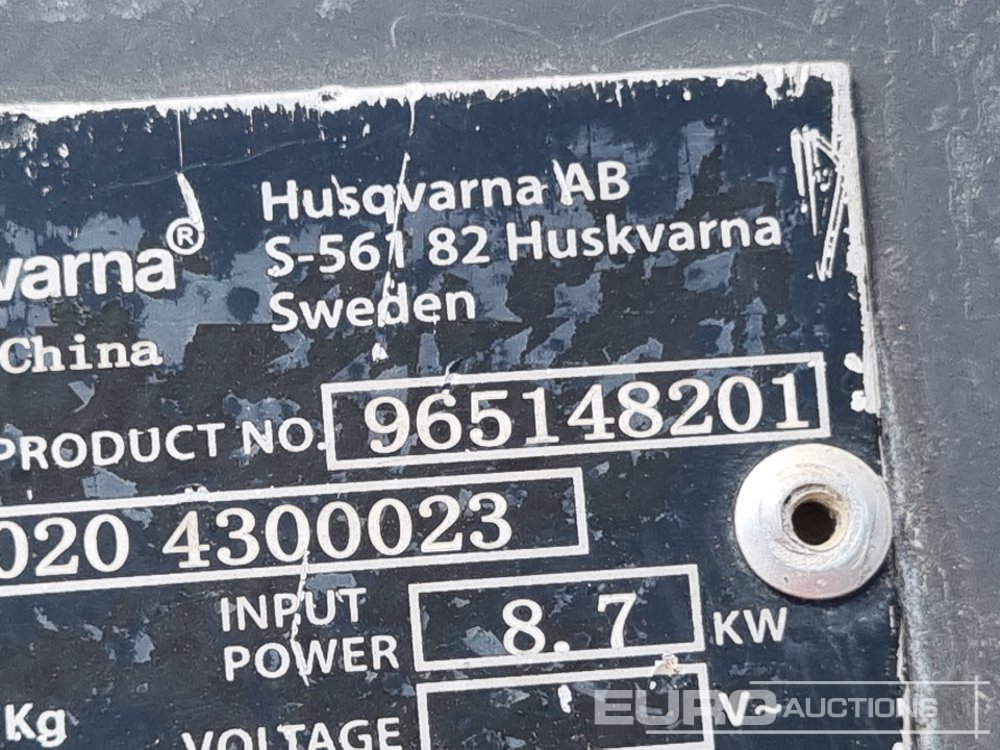 Husqvarna AB
varna® S-561 82 Huskvarna
Sweden
China
PRODUCT NO. 965148201
020 4300023
INPUT POWER 8.7 KW
Kg
VOLTAGE V~
EURO AUCTIONS